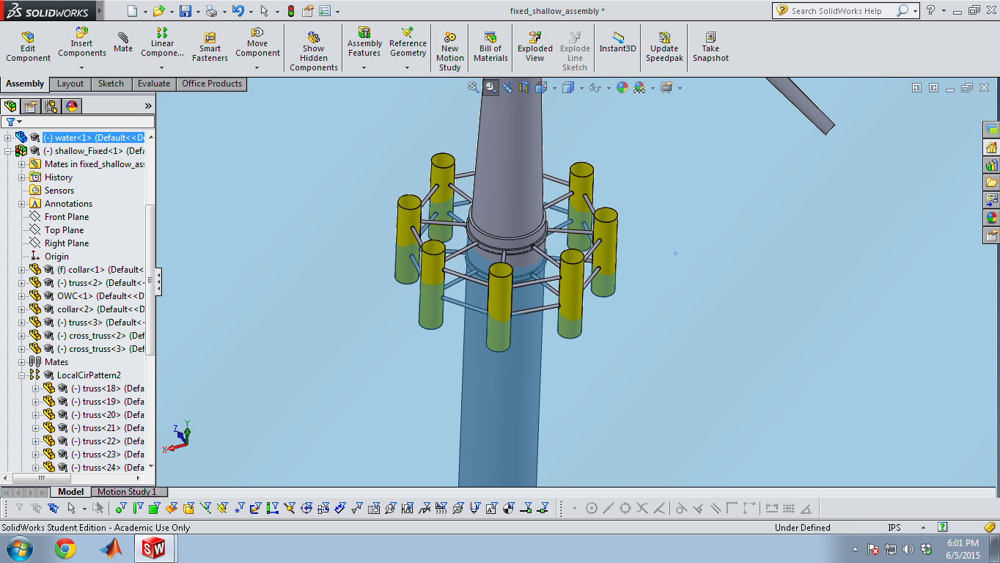 SOLIDWORKS
fixed_shallow_assembly *
Search SolidWorks Help
Edit Component
Insert Components
Mate
Linear Compone...
Smart Fasteners
Move Component
Show Hidden Components
Assembly Features
Reference Geometry
New Motion Study
Bill of Materials
Exploded View
Explode Line Sketch
Instant3D
Update Speedpak
Take Snapshot
Assembly Layout Sketch Evaluate Office Products
(-) water<1> (Default<<D
(-) shallow_Fixed<1> (Defa
Mates in fixed_shallow_as
History
Sensors
Annotations
Front Plane
Top Plane
Right Plane
Origin
(f) collar<1> (Default<
(-) truss<2> (Default<
OWC<1> (Default<<D
collar<2> (Default<<D
(-) truss<3> (Default<
(-) cross_truss<2> (Def
(-) cross_truss<3> (Def
Mates
LocalCirPattern2
(-) truss<18> (Defa
(-) truss<19> (Defa
(-) truss<20> (Defa
(-) truss<21> (Defa
(-) truss<22> (Defa
(-) truss<23> (Defa
(-) truss<24> (Defa
Y
Z
X
Model Motion Study 1
SolidWorks Student Edition - Academic Use Only
Under Defined IPS
SW
6:01 PM
6/5/2015